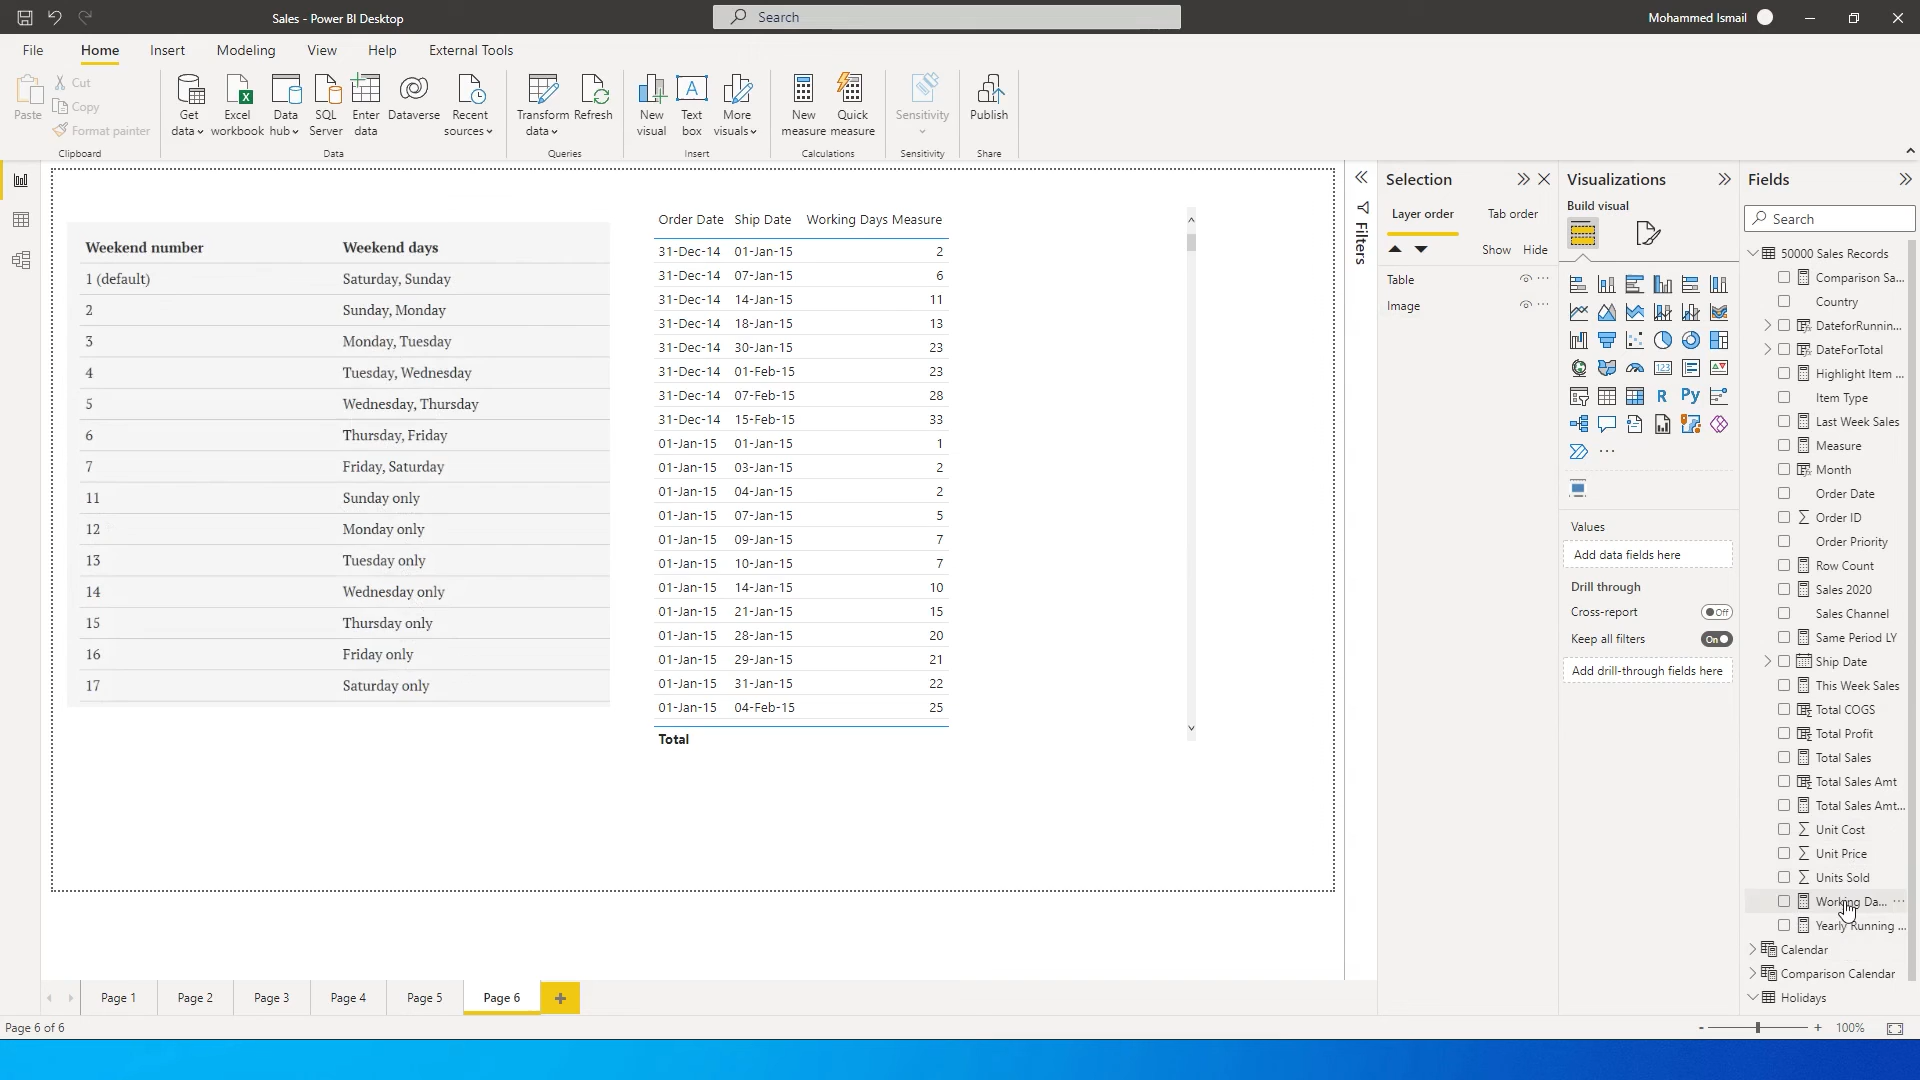 Sales - Power BI Desktop
Search
Mohammed Ismail
File Home Insert Modeling View Help External Tools
Paste
Cut
Copy
Format painter
Clipboard
Get data
Excel workbook
Data hub
SQL Server
Enter data
Dataverse
Recent sources
Data
Transform data
Refresh
Queries
New visual
Text box
More visuals
Insert
New measure
Quick measure
Calculations
Sensitivity
Sensitivity
Publish
Share
Weekend number Weekend days
1 (default) Saturday, Sunday
2 Sunday, Monday
3 Monday, Tuesday
4 Tuesday, Wednesday
5 Wednesday, Thursday
6 Thursday, Friday
7 Friday, Saturday
11 Sunday only
12 Monday only
13 Tuesday only
14 Wednesday only
15 Thursday only
16 Friday only
17 Saturday only
Order Date Ship Date Working Days Measure
31-Dec-14 01-Jan-15 2
31-Dec-14 07-Jan-15 6
31-Dec-14 14-Jan-15 11
31-Dec-14 18-Jan-15 13
31-Dec-14 30-Jan-15 23
31-Dec-14 01-Feb-15 23
31-Dec-14 07-Feb-15 28
31-Dec-14 15-Feb-15 33
01-Jan-15 01-Jan-15 1
01-Jan-15 03-Jan-15 2
01-Jan-15 04-Jan-15 2
01-Jan-15 07-Jan-15 5
01-Jan-15 09-Jan-15 7
01-Jan-15 10-Jan-15 7
01-Jan-15 14-Jan-15 10
01-Jan-15 21-Jan-15 15
01-Jan-15 28-Jan-15 20
01-Jan-15 29-Jan-15 21
01-Jan-15 31-Jan-15 22
01-Jan-15 04-Feb-15 25
Total
Filters
Selection
Layer order Tab order
Show Hide
Table
Image
Visualizations
Build visual
123
R
Py
Values
Add data fields here
Drill through
Cross-report Off
Keep all filters On
Add drill-through fields here
Fields
Search
50000 Sales Records
Comparison Sa...
Country
DateforRunnin...
DateForTotal
Highlight Item ...
Item Type
Last Week Sales
Measure
Month
Order Date
Order ID
Order Priority
Row Count
Sales 2020
Sales Channel
Same Period LY
Ship Date
This Week Sales
Total COGS
Total Profit
Total Sales
Total Sales Amt
Total Sales Amt...
Unit Cost
Unit Price
Units Sold
Working Da...
Yearly Running ...
Calendar
Comparison Calendar
Holidays
Page 1 Page 2 Page 3 Page 4 Page 5 Page 6
Page 6 of 6
- + 100%